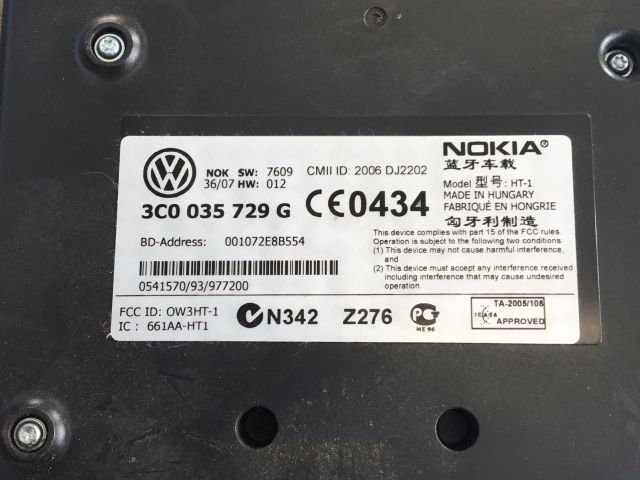 NOKIA®
NOK SW: 7609 CMII ID: 2006 DJ2202
蓝牙车载
36/07 HW: 012
Model 型号: HT-1
MADE IN HUNGARY
3C0 035 729 G CE0434
FABRIQUÉ EN HONGRIE
匈牙利制造
BD-Address: 001072E8B554
This device complies with part 15 of the FCC rules.
Operation is subject to the following two conditions
(1) This device may not cause harmful interference,
and
(2) This device must accept any interference received
including interference may cause undesired operation
0541570/93/977200
FCC ID: OW3HT-1
IC : 661AA-HT1
N342 Z276
ME 96
TA-2005/108
ICASA
APPROVED